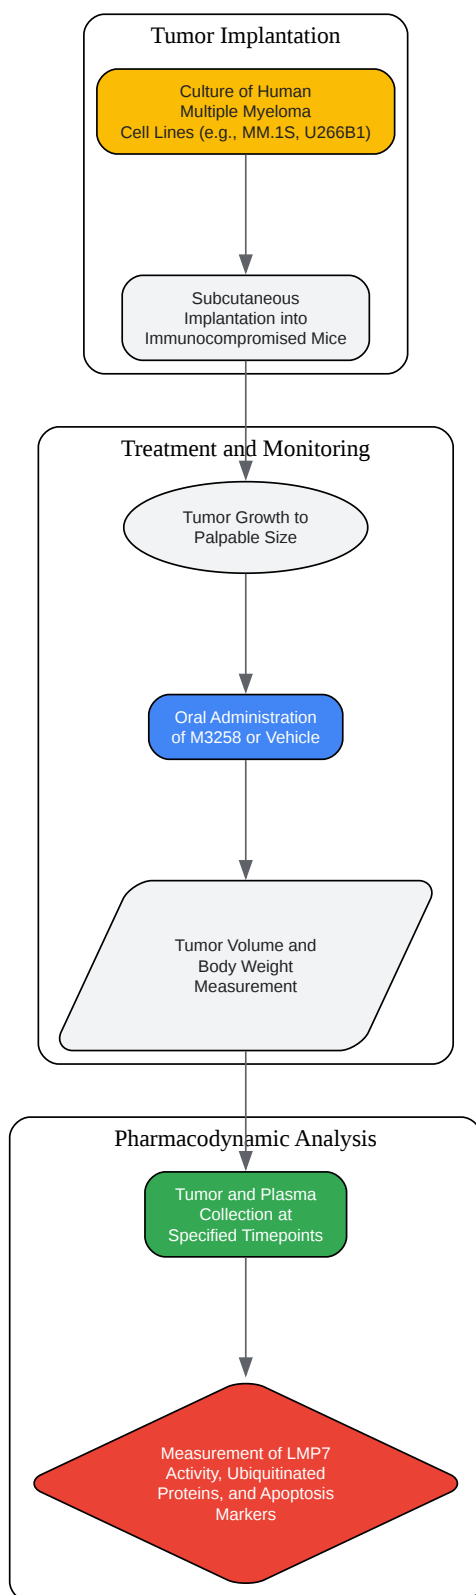 Tumor Implantation
Culture of Human
Multiple Myeloma
Cell Lines (e.g., MM.1S, U266B1)
Subcutaneous
Implantation into
Immunocompromised Mice
Treatment and Monitoring
Tumor Growth to
Palpable Size
Oral Administration
of M3258 or Vehicle
Tumor Volume and
Body Weight
Measurement
Pharmacodynamic Analysis
Tumor and Plasma
Collection at
Specified Timepoints
Measurement of LMP7
Activity, Ubiquitinated
Proteins, and Apoptosis
Markers